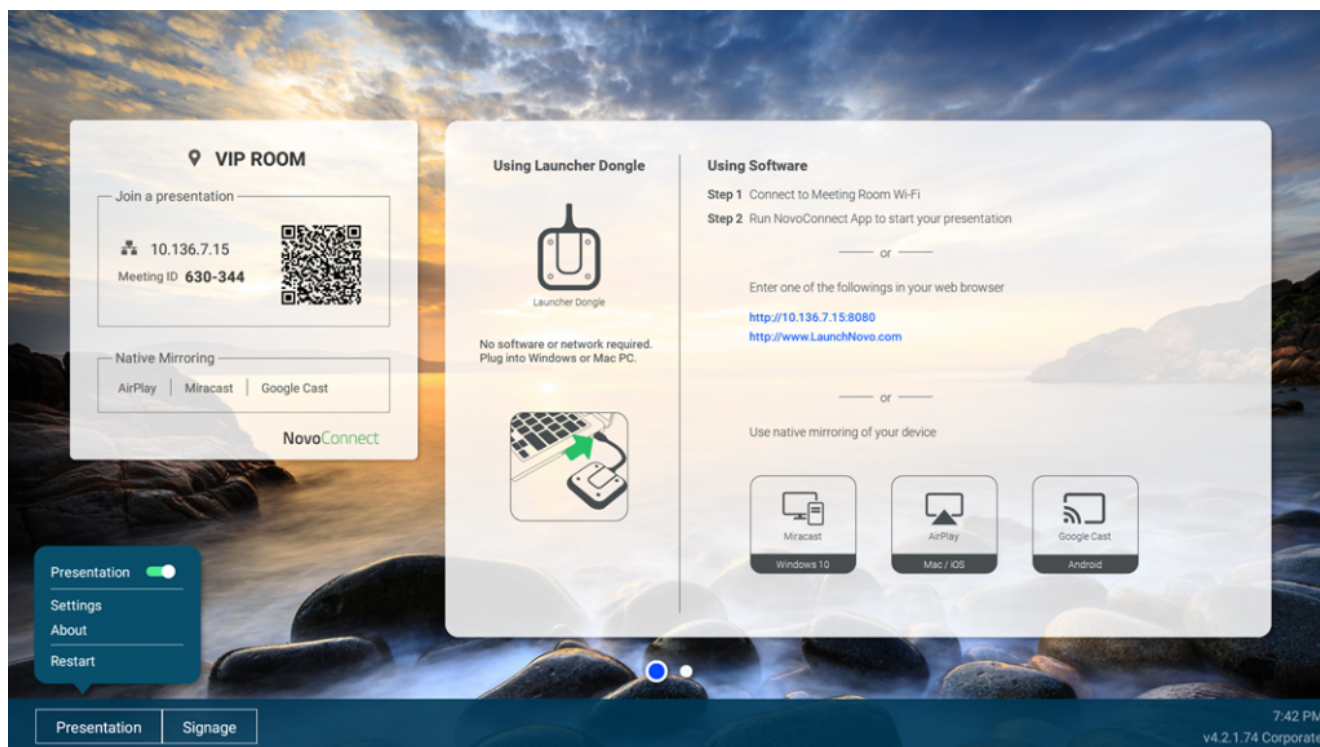 VIP ROOM
Join a presentation
10.136.7.15
Meeting ID 630-344
Native Mirroring
AirPlay | Miracast | Google Cast
NovoConnect
Using Launcher Dongle
Launcher Dongle
No software or network required.
Plug into Windows or Mac PC.
Using Software
Step 1 Connect to Meeting Room Wi-Fi
Step 2 Run NovoConnect App to start your presentation
or
Enter one of the followings in your web browser
http://10.136.7.15:8080
http://www.LaunchNovo.com
or
Use native mirroring of your device
Miracast
Windows 10
AirPlay
Mac / iOS
Google Cast
Android
Presentation
Settings
About
Restart
Presentation
Signage
7:42 PM
v4.2.1.74 Corporate